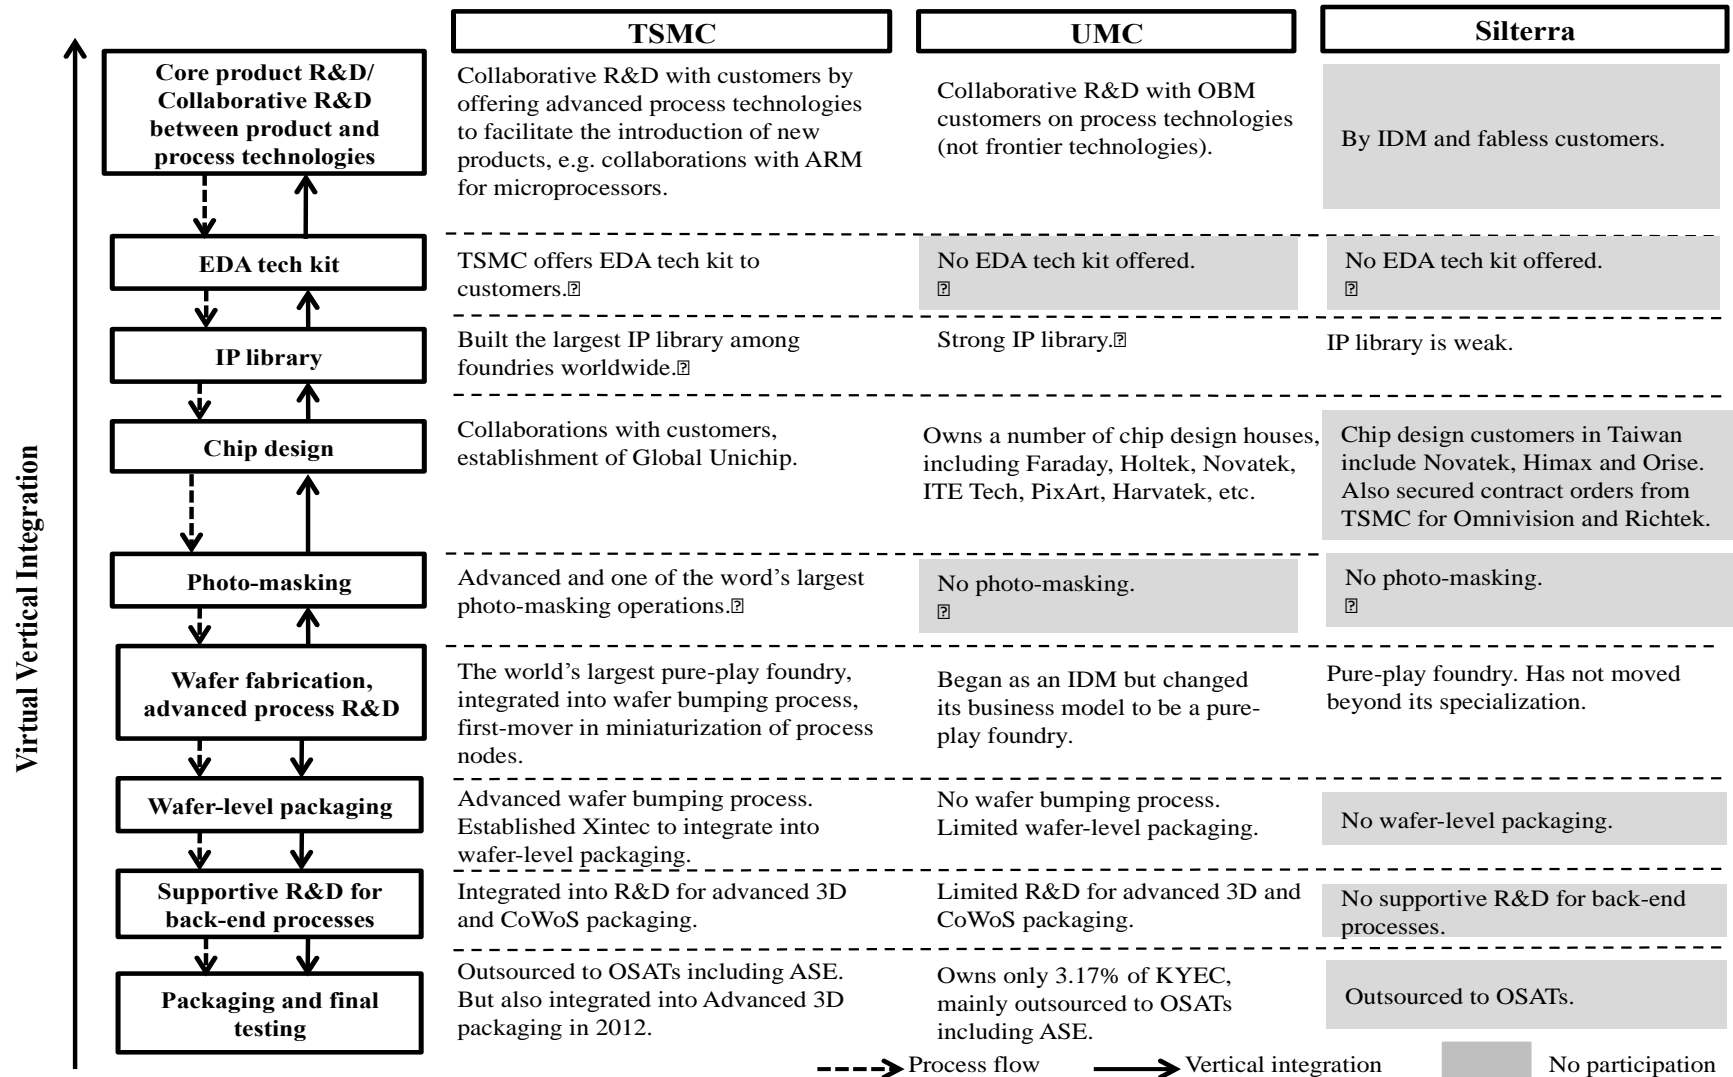 TSMC
UMC
Silterra
Core product R&D/
Collaborative R&D
between product and
process technologies
Collaborative R&D with customers by
offering advanced process technologies
to facilitate the introduction of new
products, e.g. collaborations with ARM
for microprocessors.
Collaborative R&D with OBM
customers on process technologies
(not frontier technologies).
By IDM and fabless customers.
EDA tech kit
TSMC offers EDA tech kit to
customers.⍰
No EDA tech kit offered.
⍰
No EDA tech kit offered.
⍰
IP library
Built the largest IP library among
foundries worldwide.⍰
Strong IP library.⍰
IP library is weak.
Chip design
Collaborations with customers,
establishment of Global Unichip.
Owns a number of chip design houses,
including Faraday, Holtek, Novatek,
ITE Tech, PixArt, Harvatek, etc.
Chip design customers in Taiwan
include Novatek, Himax and Orise.
Also secured contract orders from
TSMC for Omnivision and Richtek.
Photo-masking
Advanced and one of the word's largest
photo-masking operations.⍰
No photo-masking.
⍰
No photo-masking.
⍰
Wafer fabrication,
advanced process R&D
The world's largest pure-play foundry,
integrated into wafer bumping process,
first-mover in miniaturization of process
nodes.
Began as an IDM but changed
its business model to be a pure-
play foundry.
Pure-play foundry. Has not moved
beyond its specialization.
Wafer-level packaging
Advanced wafer bumping process.
Established Xintec to integrate into
wafer-level packaging.
No wafer bumping process.
Limited wafer-level packaging.
No wafer-level packaging.
Supportive R&D for
back-end processes
Integrated into R&D for advanced 3D
and CoWoS packaging.
Limited R&D for advanced 3D and
CoWoS packaging.
No supportive R&D for back-end
processes.
Packaging and final
testing
Outsourced to OSATs including ASE.
But also integrated into Advanced 3D
packaging in 2012.
Owns only 3.17% of KYEC,
mainly outsourced to OSATs
including ASE.
Outsourced to OSATs.
Virtual Vertical Integration
Process flow
Vertical integration
No participation